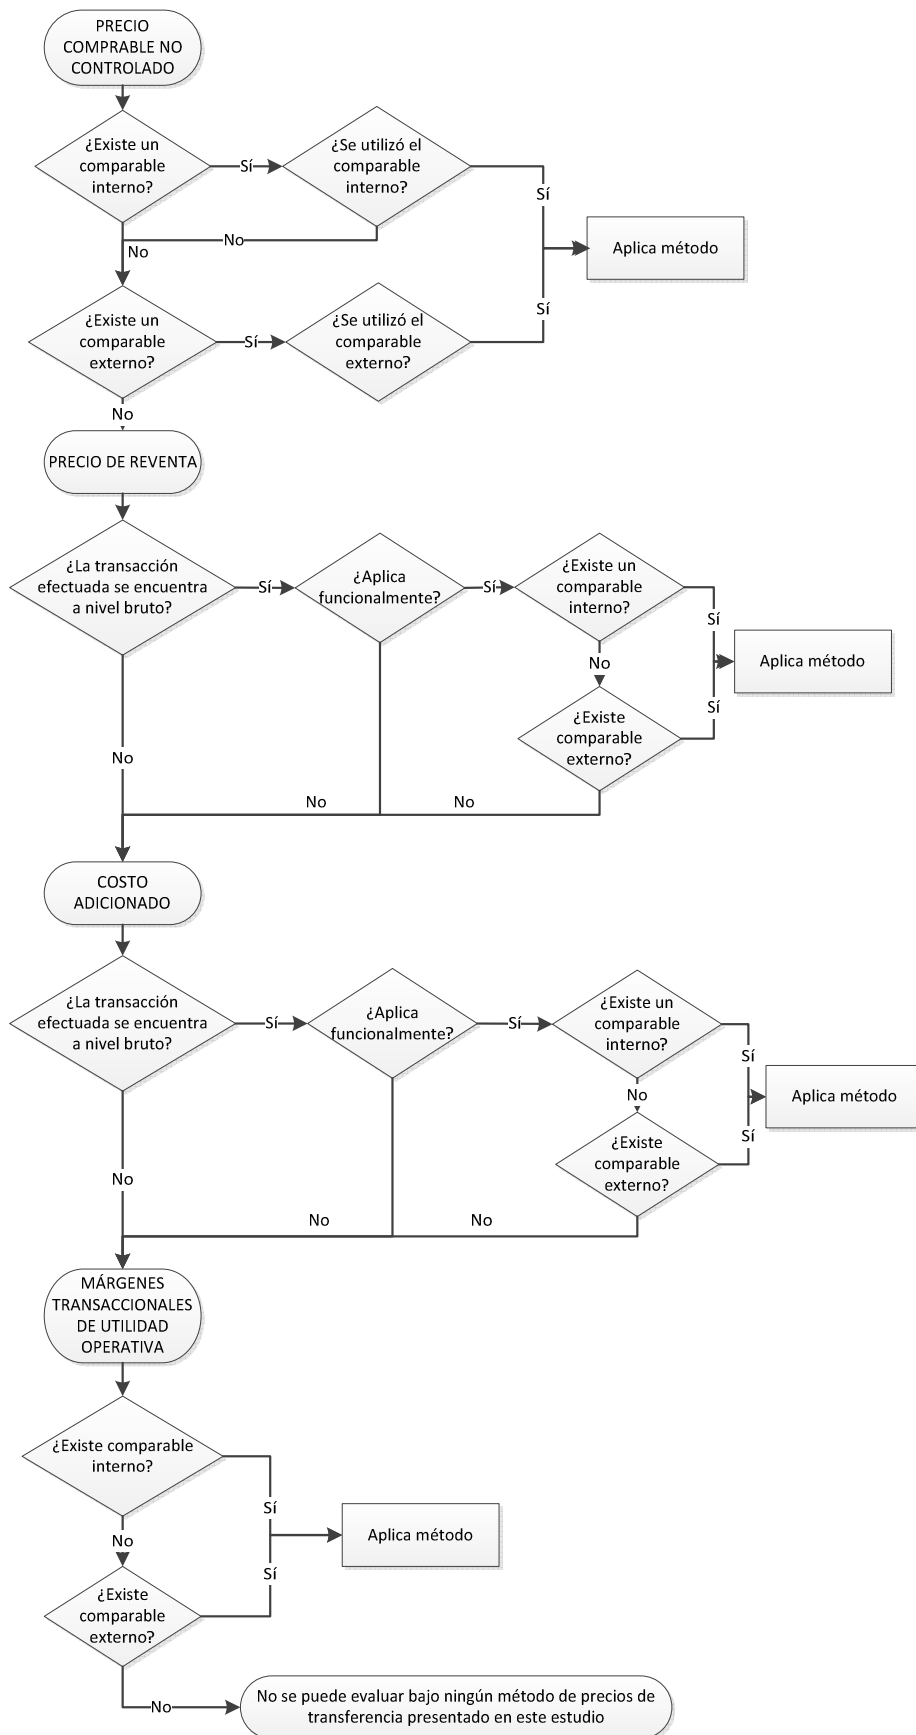 PRECIO
COMPRABLE NO
CONTROLADO
¿Existe un
comparable
interno?
Sí
¿Se utilizó el
comparable
interno?
Sí
No
No
Aplica método
¿Existe un
comparable
externo?
Sí
¿Se utilizó el
comparable
externo?
Sí
No
PRECIO DE REVENTA
¿La transacción
efectuada se encuentra
a nivel bruto?
Sí
¿Aplica
funcionalmente?
Sí
¿Existe un
comparable
interno?
Sí
No
Aplica método
¿Existe
comparable
externo?
Sí
No
No
No
COSTO
ADICIONADO
¿La transacción
efectuada se encuentra
a nivel bruto?
Sí
¿Aplica
funcionalmente?
Sí
¿Existe un
comparable
interno?
Sí
No
Aplica método
¿Existe
comparable
externo?
Sí
No
No
No
MÁRGENES
TRANSACCIONALES
DE UTILIDAD
OPERATIVA
¿Existe comparable
interno?
Sí
No
Aplica método
¿Existe
comparable
externo?
Sí
No
No se puede evaluar bajo ningún método de precios de
transferencia presentado en este estudio